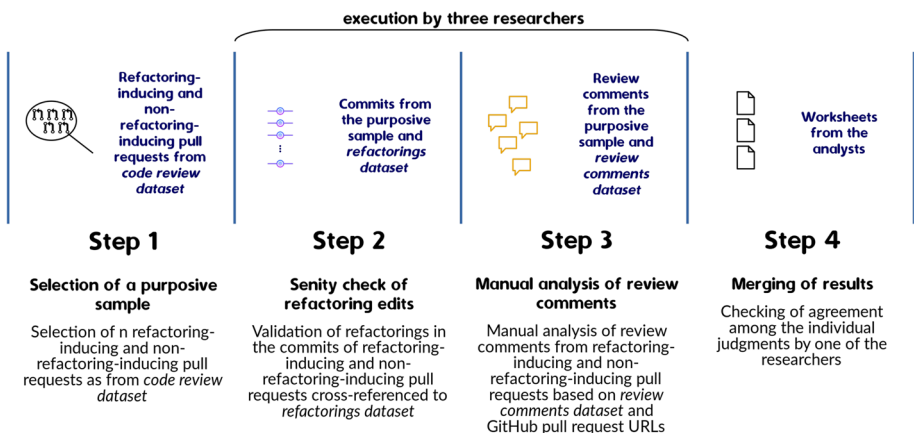 execution by three researchers
Refactoring-
inducing and
non-
refactoring-
inducing pull
requests from
code review
dataset
Commits from
the purposive
sample and
refactorings
dataset
Review
comments
from the
purposive
sample and
review
comments
dataset
Worksheets
from the
analysts
Step 1
Step 2
Step 3
Step 4
Selection of a purposive
sample
Selection of n refactoring-
inducing and non-
refactoring-inducing pull
requests as from code review
dataset
Senity check of
refactoring edits
Validation of refactorings in
the commits of refactoring-
inducing and non-
refactoring-inducing pull
requests cross-referenced to
refactorings dataset
Manual analysis of review
comments
Manual analysis of review
comments from refactoring-
inducing and non-
refactoring-inducing pull
requests based on review
comments dataset and
GitHub pull request URLs
Merging of results
Checking of agreement
among the individual
judgments by one of the
researchers